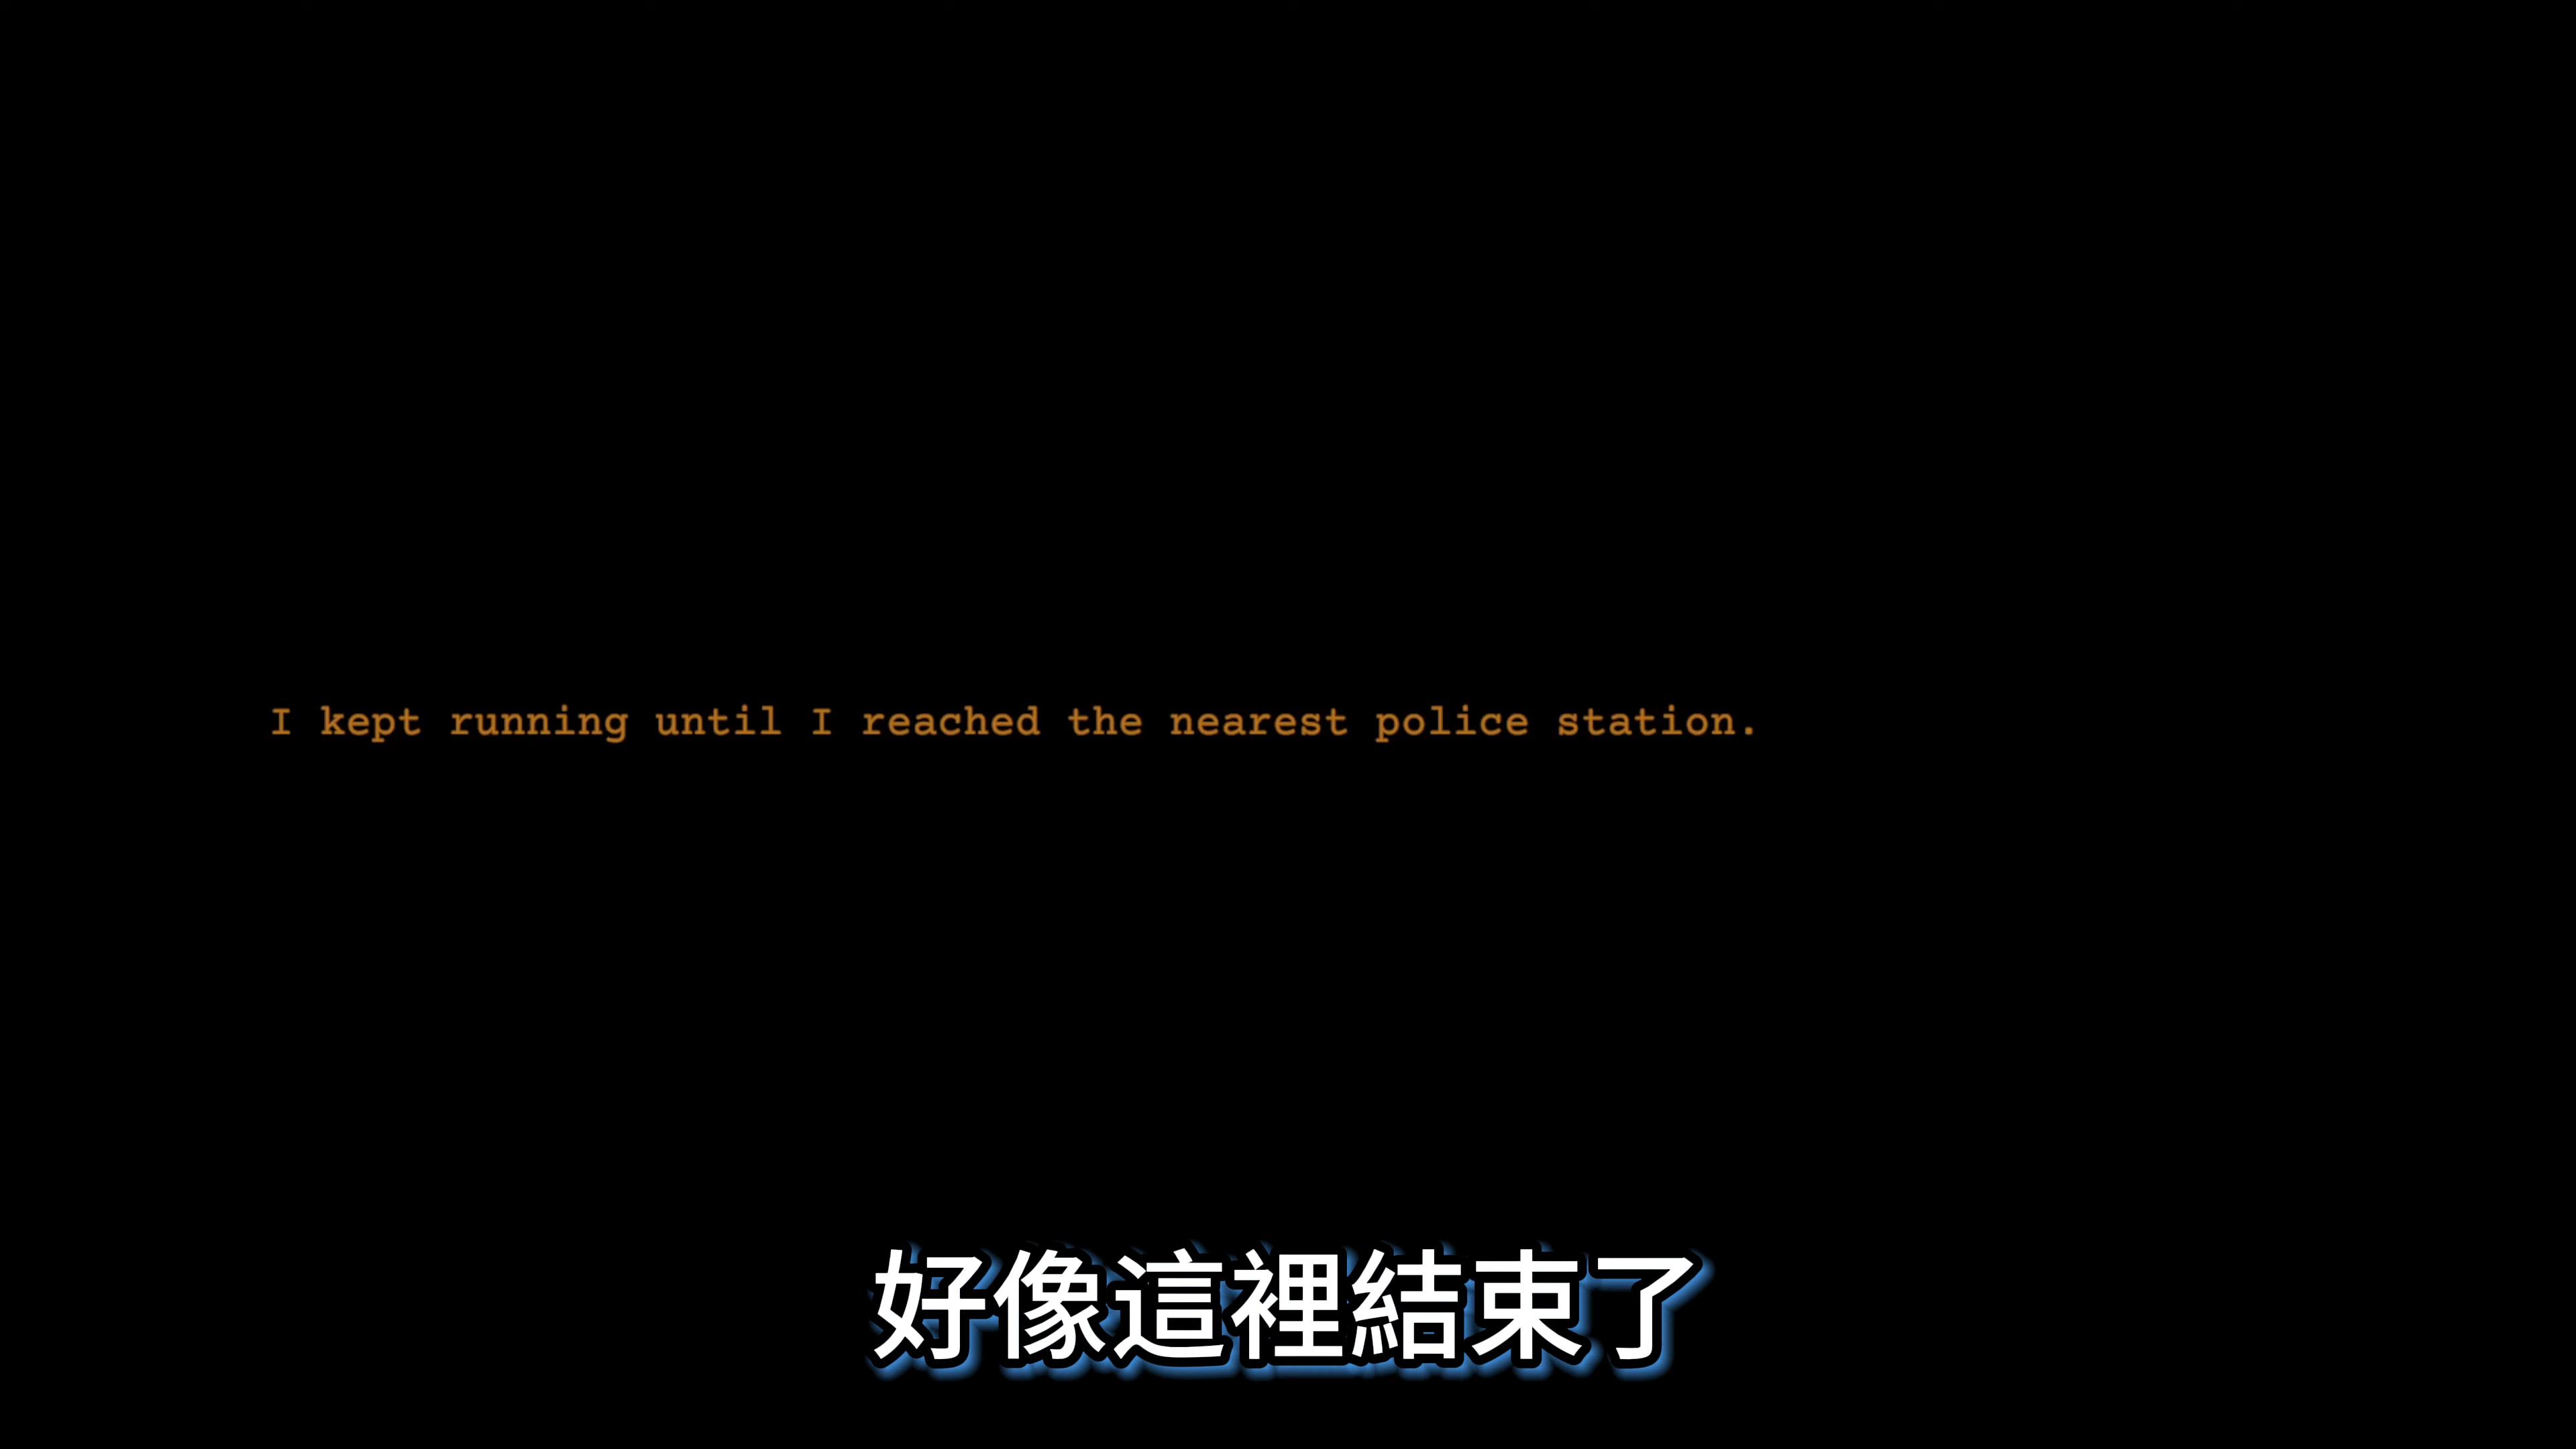 I kept running until I reached the nearest police station.
好像這裡結束了